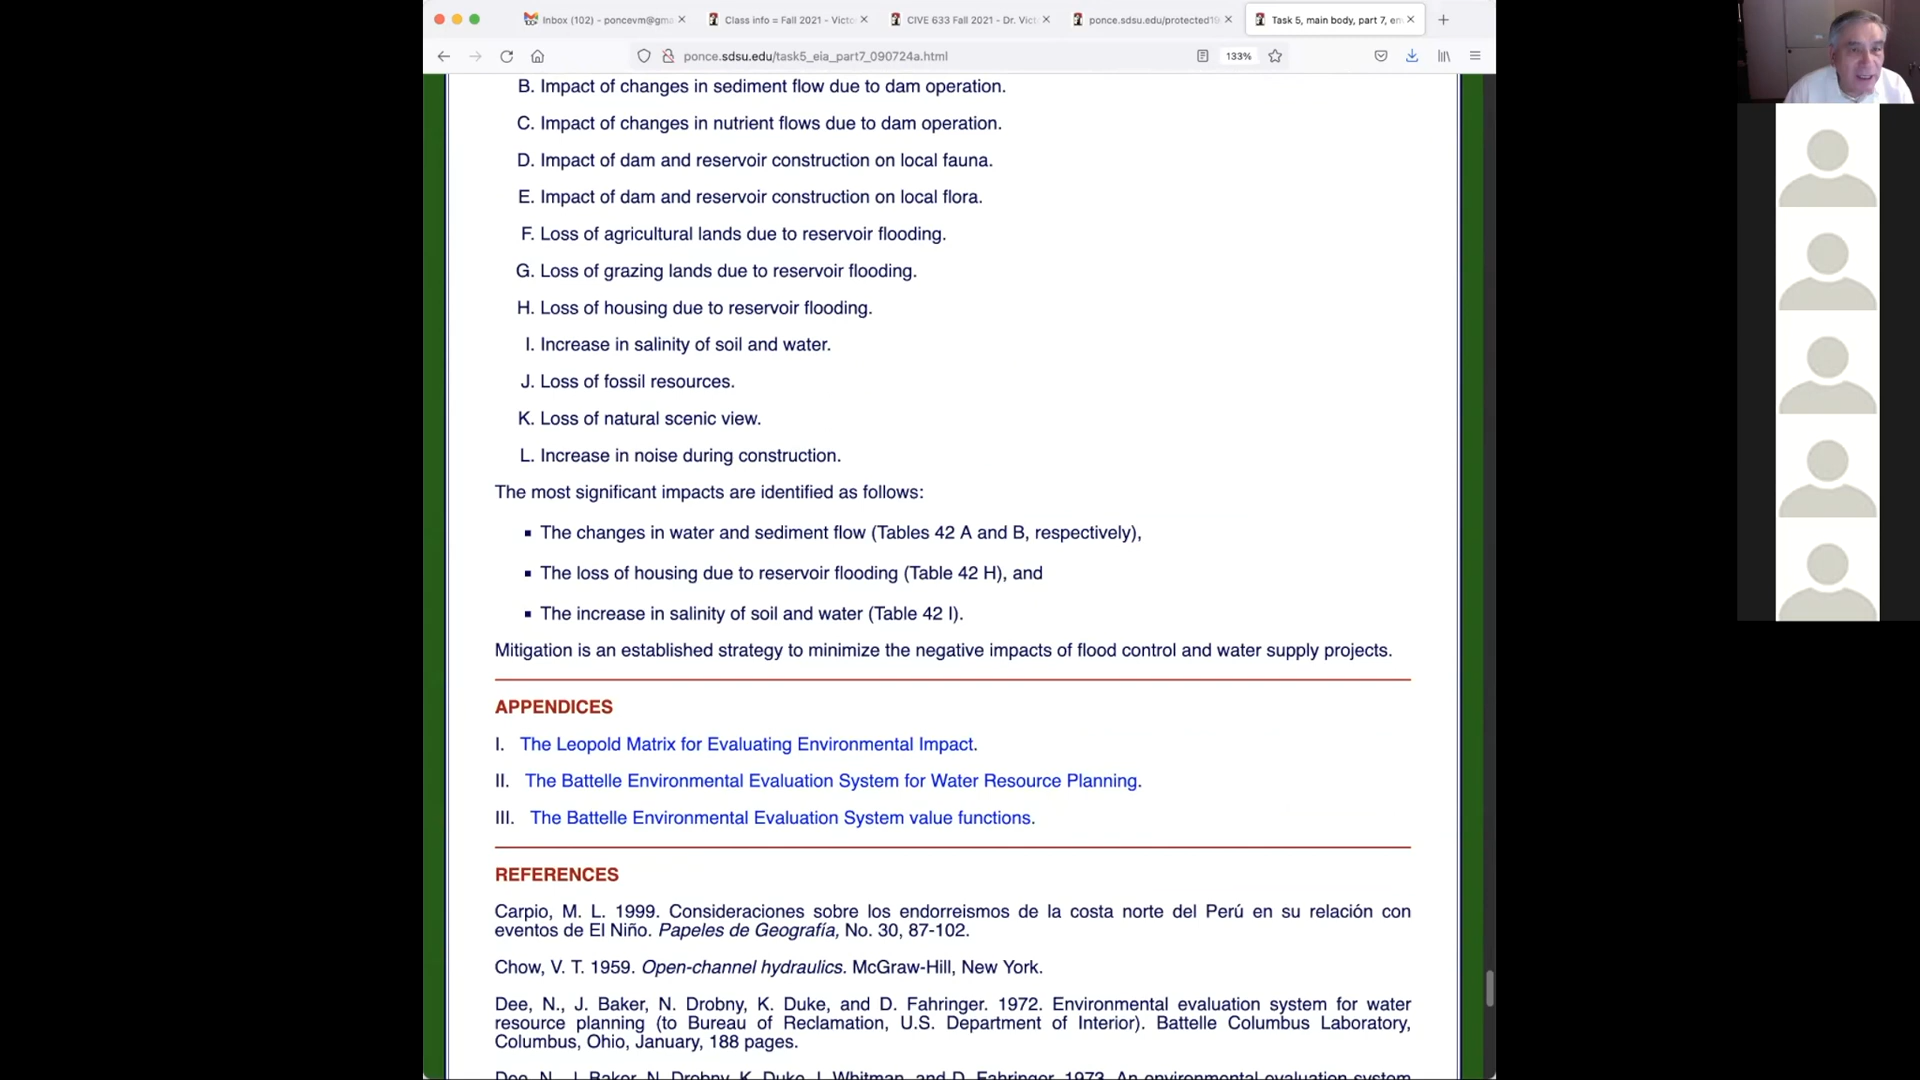 Inbox (102) - poncevm@gm
Class info = Fall 2021 - Victo
CIVE 633 Fall 2021 - Dr. Vict
ponce.sdsu.edu/protected1
Task 5, main body, part 7, e
ponce.sdsu.edu/task5_eia_part7_090724a.html
133%
B. Impact of changes in sediment flow due to dam operation.
C. Impact of changes in nutrient flows due to dam operation.
D. Impact of dam and reservoir construction on local fauna.
E. Impact of dam and reservoir construction on local flora.
F. Loss of agricultural lands due to reservoir flooding.
G. Loss of grazing lands due to reservoir flooding.
H. Loss of housing due to reservoir flooding.
I. Increase in salinity of soil and water.
J. Loss of fossil resources.
K. Loss of natural scenic view.
L. Increase in noise during construction.
The most significant impacts are identified as follows:
The changes in water and sediment flow (Tables 42 A and B, respectively),
The loss of housing due to reservoir flooding (Table 42 H), and
The increase in salinity of soil and water (Table 42 I).
Mitigation is an established strategy to minimize the negative impacts of flood control and water supply projects.
APPENDICES
I. The Leopold Matrix for Evaluating Environmental Impact.
II. The Battelle Environmental Evaluation System for Water Resource Planning.
III. The Battelle Environmental Evaluation System value functions.
REFERENCES
Carpio, M. L. 1999. Consideraciones sobre los endorreismos de la costa norte del Perú en su relación con
eventos de El Niño. Papeles de Geografía, No. 30, 87-102.
Chow, V. T. 1959. Open-channel hydraulics. McGraw-Hill, New York.
Dee, N., J. Baker, N. Drobny, K. Duke, and D. Fahringer. 1972. Environmental evaluation system for water
resource planning (to Bureau of Reclamation, U.S. Department of Interior). Battelle Columbus Laboratory,
Columbus, Ohio, January, 188 pages.
Dee, N., J. Baker, N. Drobny, K. Duke, I. Whitman, and D. Fahringer. 1973. An environmental evaluation system